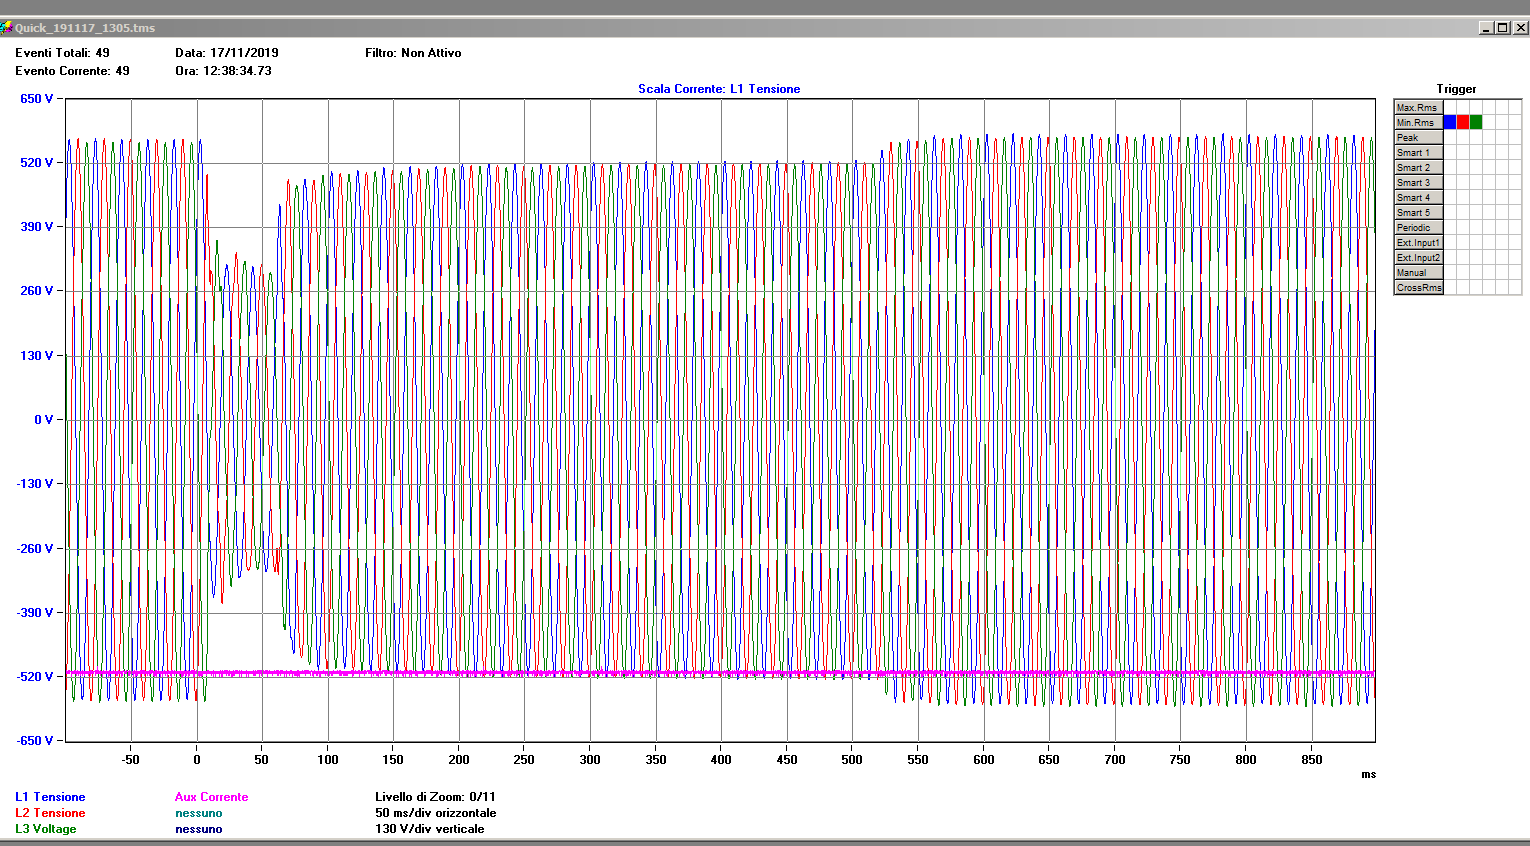 Quick_191117_1305.tms
Eventi Totali: 49 Data: 17/11/2019 Filtro: Non Attivo
Evento Corrente: 49 Ora: 12:38:34.73
Scala Corrente: L1 Tensione
Trigger
650 V
520 V
390 V
260 V
130 V
0 V
-130 V
-260 V
-390 V
-520 V
-650 V
Max.Rms
Min.Rms
Peak
Smart 1
Smart 2
Smart 3
Smart 4
Smart 5
Periodic
Ext.Input1
Ext.Input2
Manual
CrossRms
-50 0 50 100 150 200 250 300 350 400 450 500 550 600 650 700 750 800 850
ms
L1 Tensione Aux Corrente Livello di Zoom: 0/11
L2 Tensione nessuno 50 ms/div orizzontale
L3 Voltage nessuno 130 V/div verticale